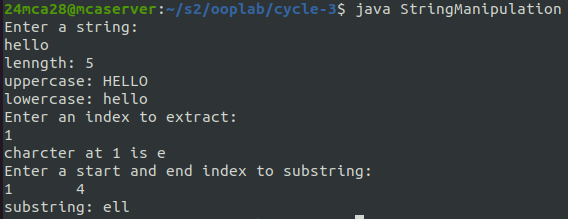 24mca28@mcaserver:~/s2/ooplab/cycle-3$ java StringManipulation
Enter a string:
hello
lenngth: 5
uppercase: HELLO
lowercase: hello
Enter an index to extract:
1
charcter at 1 is e
Enter a start and end index to substring:
1       4
substring: ell